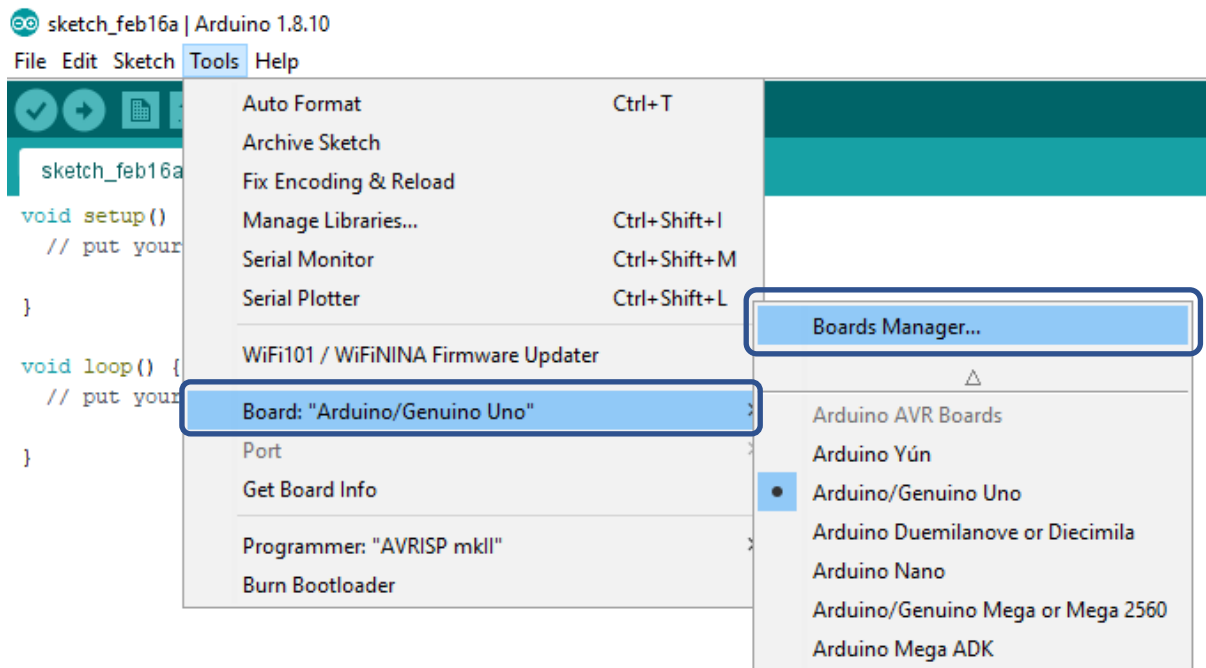 sketch_feb16a | Arduino 1.8.10
File Edit Sketch Tools Help
sketch_feb16a
void setup()
// put your
}
void loop() {
// put your
}
Auto Format Ctrl+T
Archive Sketch
Fix Encoding & Reload
Manage Libraries... Ctrl+Shift+I
Serial Monitor Ctrl+Shift+M
Serial Plotter Ctrl+Shift+L
WiFi101 / WiFiNINA Firmware Updater
Board: "Arduino/Genuino Uno"
Port
Get Board Info
Programmer: "AVRISP mkII"
Burn Bootloader
Boards Manager...
Arduino AVR Boards
Arduino Yún
Arduino/Genuino Uno
Arduino Duemilanove or Diecimila
Arduino Nano
Arduino/Genuino Mega or Mega 2560
Arduino Mega ADK